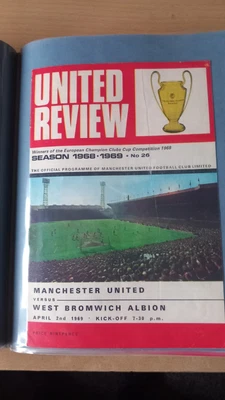 UNITED
REVIEW
Winners of the European Champion Clubs Cup Competition 1968
SEASON 1968-1969 • No 26
THE OFFICIAL PROGRAMME OF MANCHESTER UNITED FOOTBALL CLUB LIMITED
MANCHESTER UNITED
VERSUS
WEST BROMWICH ALBION
APRIL 2nd 1969 KICK-OFF 7-30 p.m.